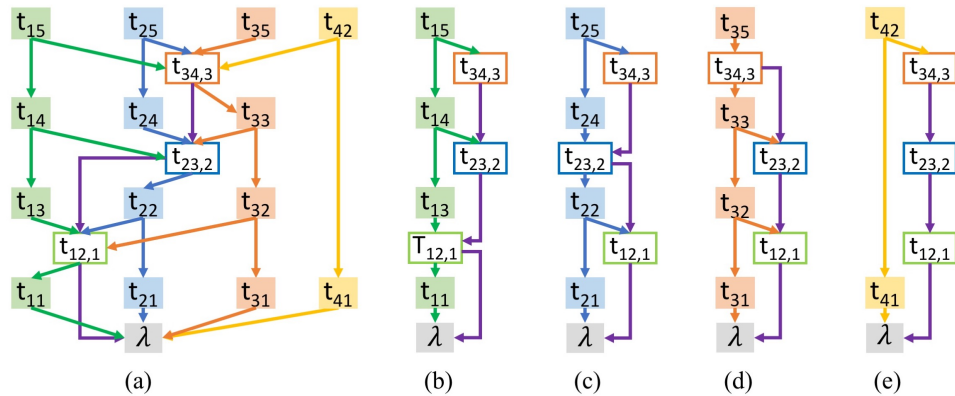 t15 t25 t35 t42 t15 t25 t35 t42
t34,3 t34,3 t34,3 t34,3 t34,3
t14 t24 t33 t14 t24 t33
t23,2 t23,2 t23,2 t23,2 t23,2
t13 t22 t32 t13 t22 t32
t12,1 T12,1 t12,1 t12,1 t12,1
t11 t21 t31 t41 t11 t21 t31 t41
λ λ λ λ λ
(a) (b) (c) (d) (e)